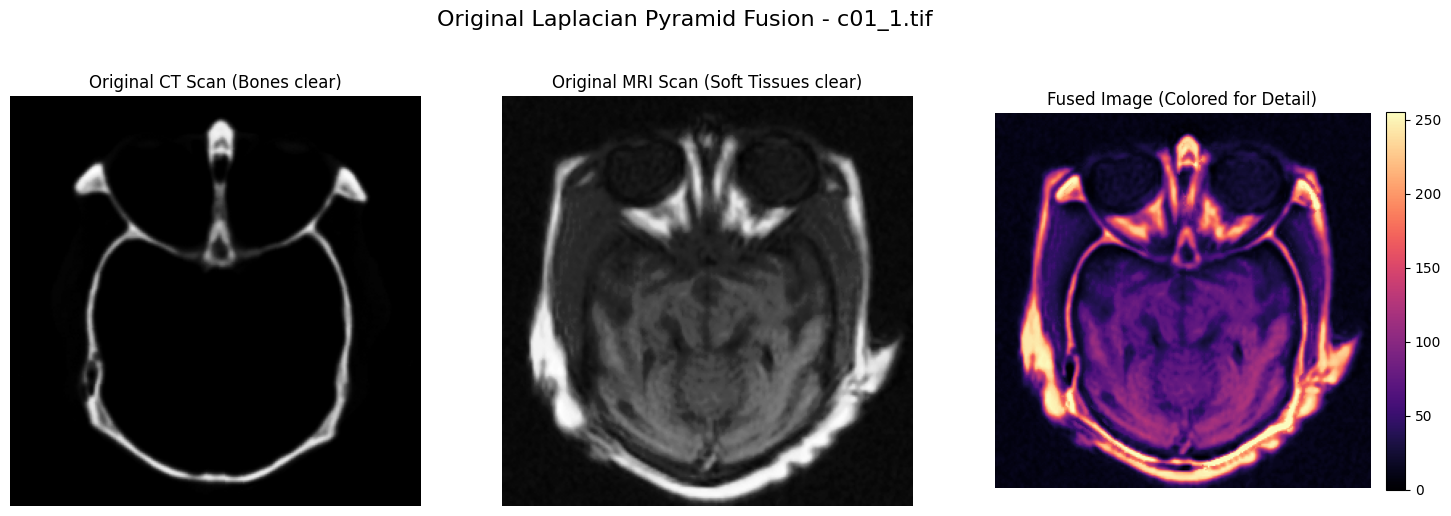 Original Laplacian Pyramid Fusion - c01_1.tif
Original CT Scan (Bones clear)
Original MRI Scan (Soft Tissues clear)
Fused Image (Colored for Detail)
250
200
150
100
50
0